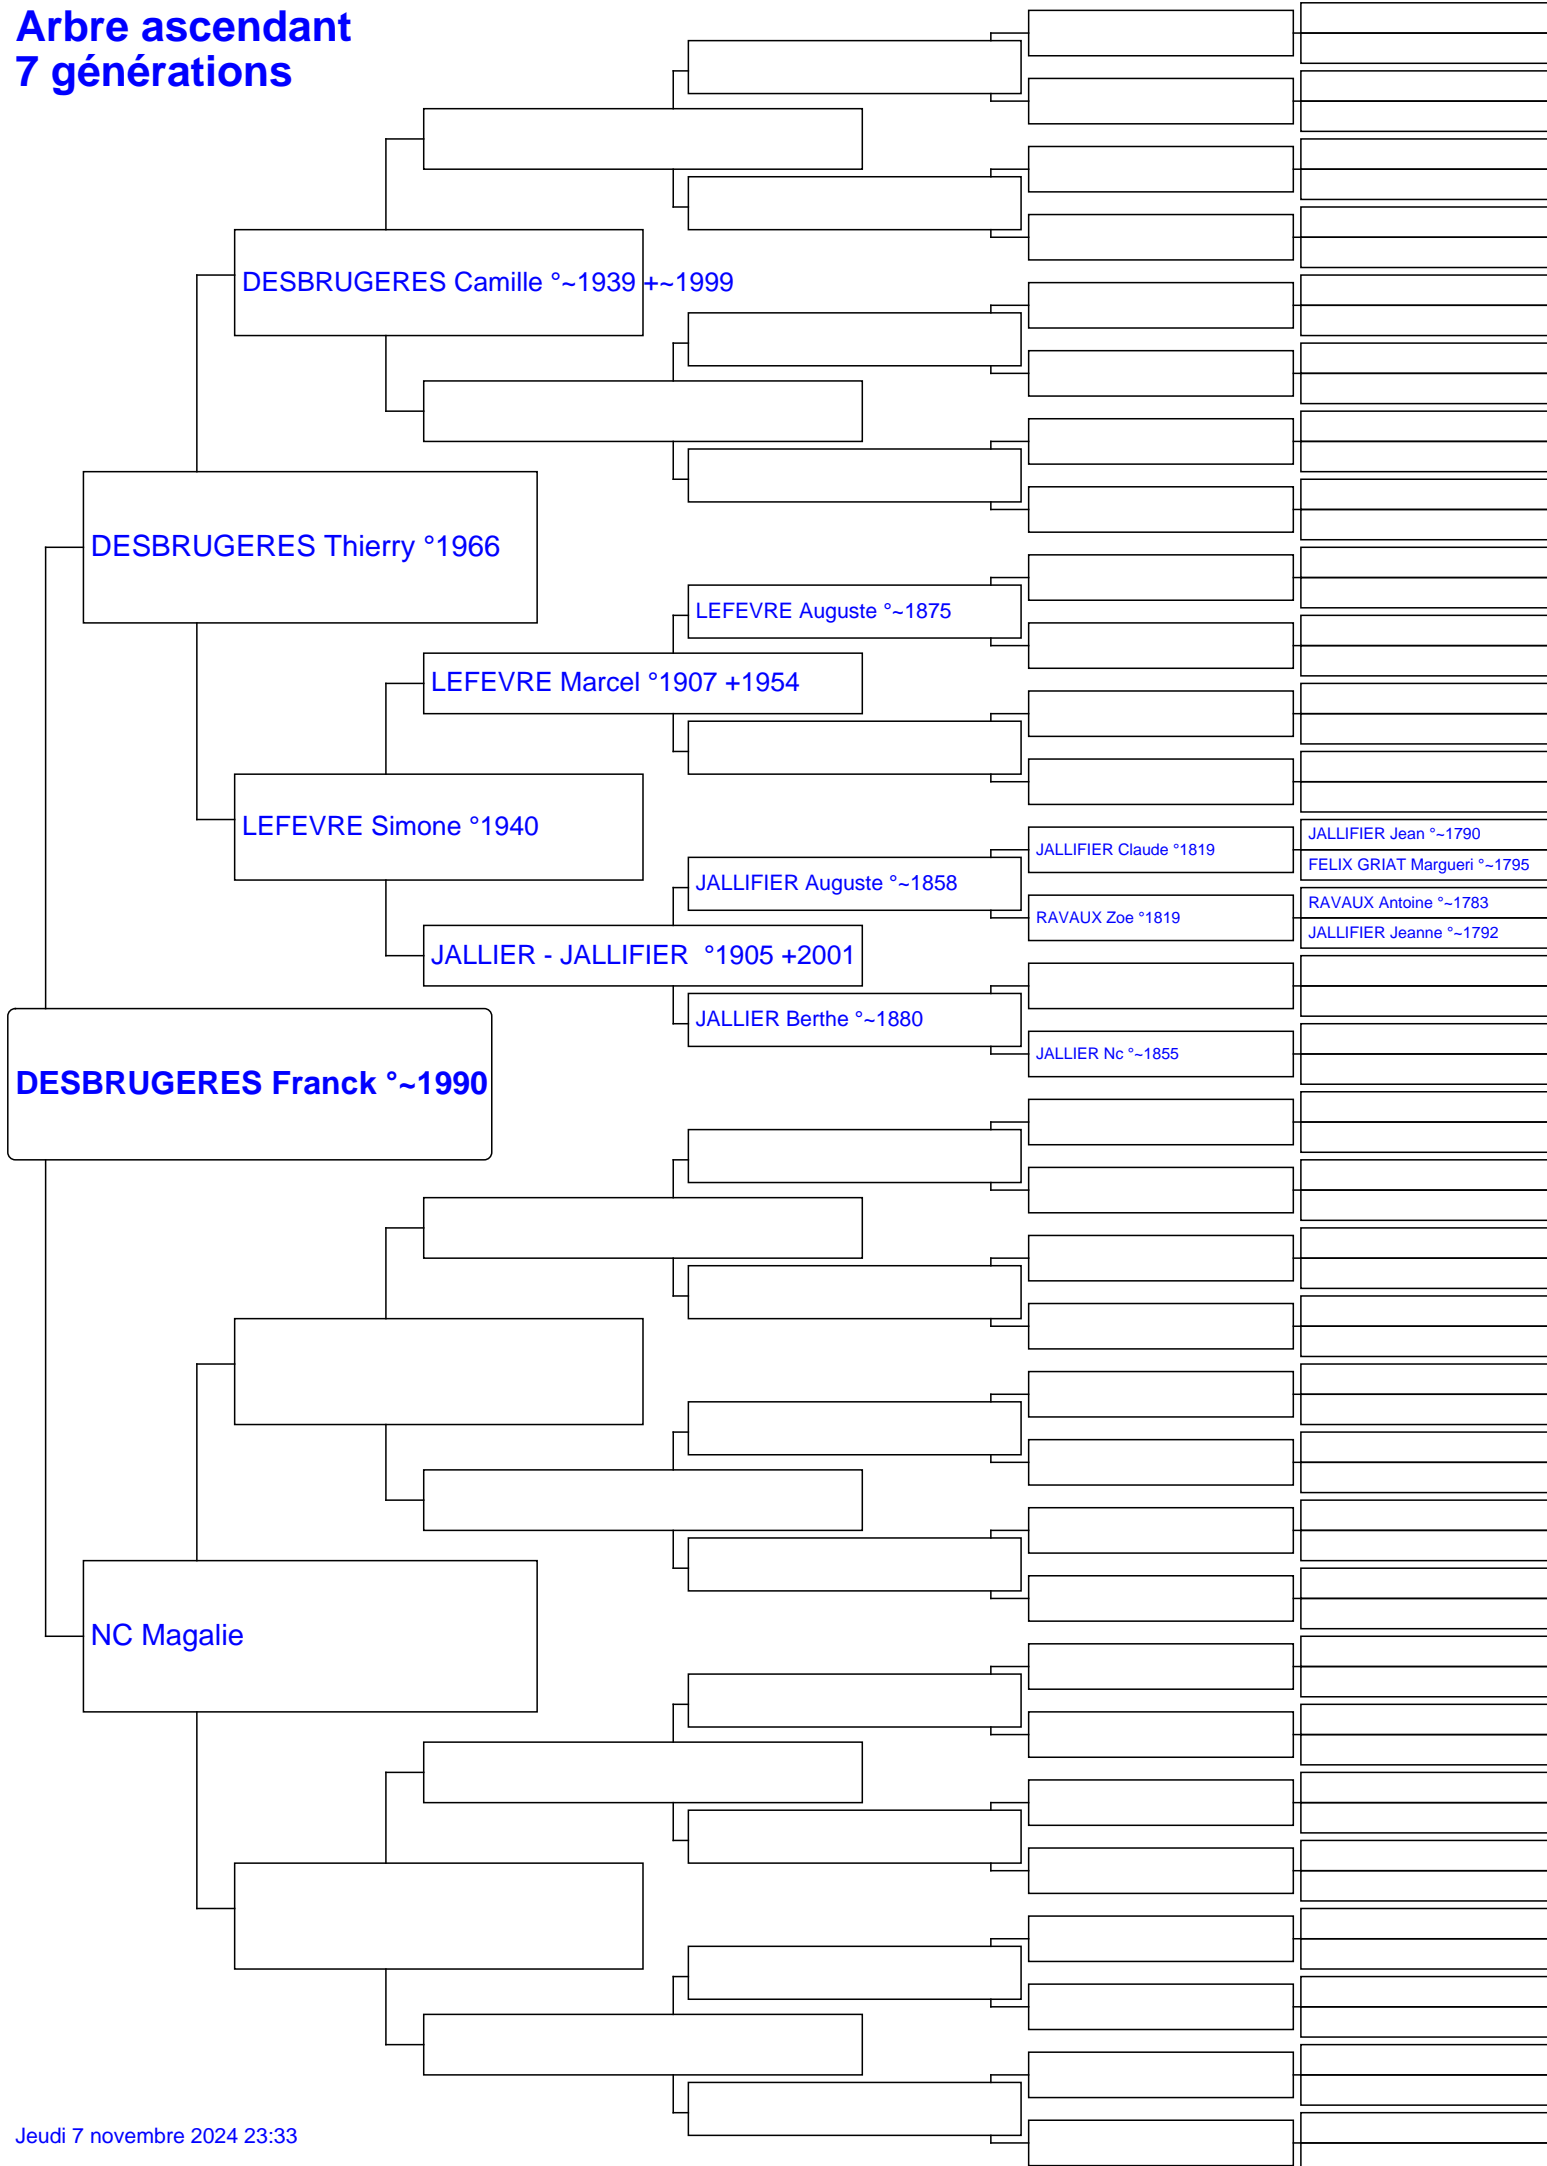 Arbre ascendant
7 générations
DESBRUGERES Camille °~1939 +~1999
DESBRUGERES Thierry °1966
LEFEVRE Auguste °~1875
LEFEVRE Marcel °1907 +1954
LEFEVRE Simone °1940
JALLIFIER Jean °~1790
JALLIFIER Claude °1819
FELIX GRIAT Margueri °~1795
JALLIFIER Auguste °~1858
RAVAUX Antoine °~1783
RAVAUX Zoe °1819
JALLIFIER Jeanne °~1792
JALLIER - JALLIFIER  °1905 +2001
JALLIER Berthe °~1880
JALLIER Nc °~1855
DESBRUGERES Franck °~1990
NC Magalie
Jeudi 7 novembre 2024 23:33